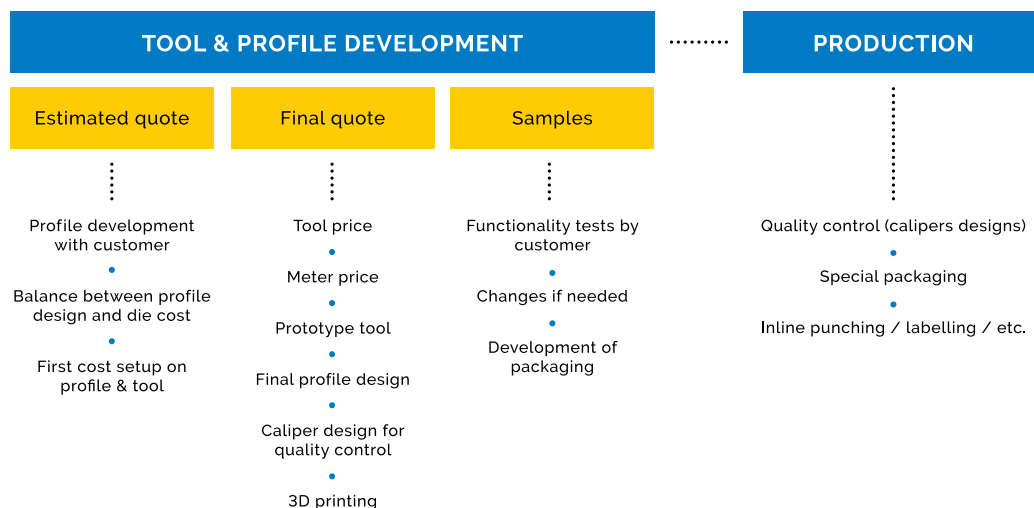 TOOL & PROFILE DEVELOPMENT
PRODUCTION
Estimated quote
Final quote
Samples
Profile development
with customer
Balance between profile
design and die cost
First cost setup on
profile & tool
Tool price
Meter price
Prototype tool
Final profile design
Caliper design for
quality control
3D printing
Functionality tests by
customer
Changes if needed
Development of
packaging
Quality control (calipers designs)
Special packaging
Inline punching / labelling / etc.